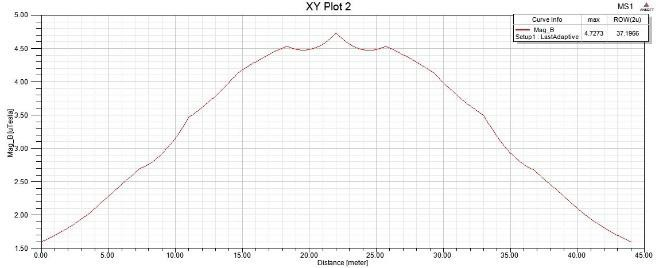 XY Plot 2
MS1
ANSOFT
Curve Info max ROW(2u)
Mag_B
Setup1 : LastAdaptive 4.7273 37.1966
5.00
4.50
4.00
3.50
3.00
2.50
2.00
1.50
Mag_B [uTesla]
0.00 5.00 10.00 15.00 20.00 25.00 30.00 35.00 40.00 45.00
Distance [meter]